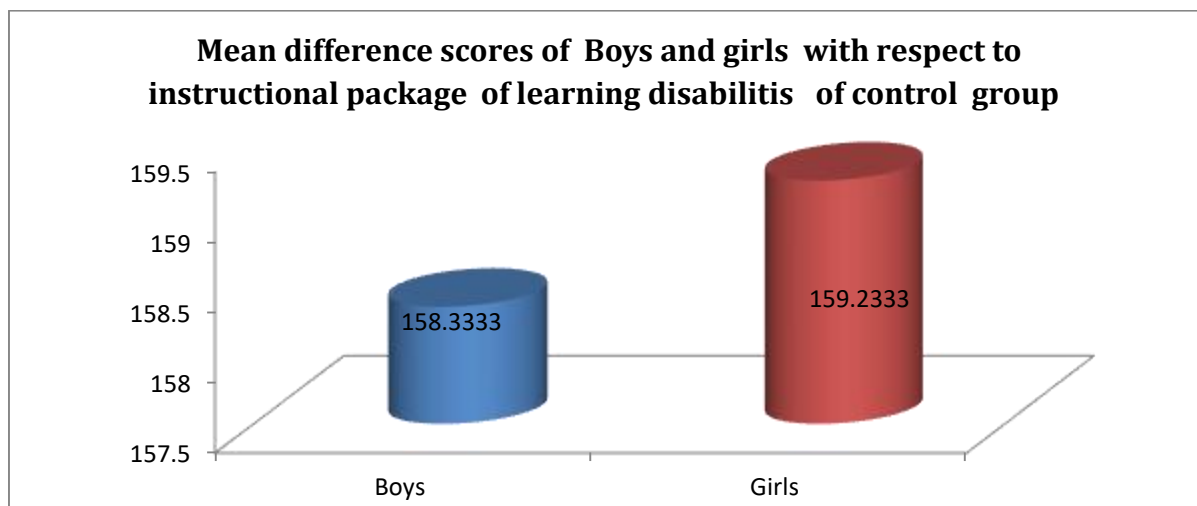 Mean difference scores of Boys and girls with respect to
instructional package of learning disabilitis of control group
159.5
159
158.5
158
157.5
158.3333
159.2333
Boys
Girls